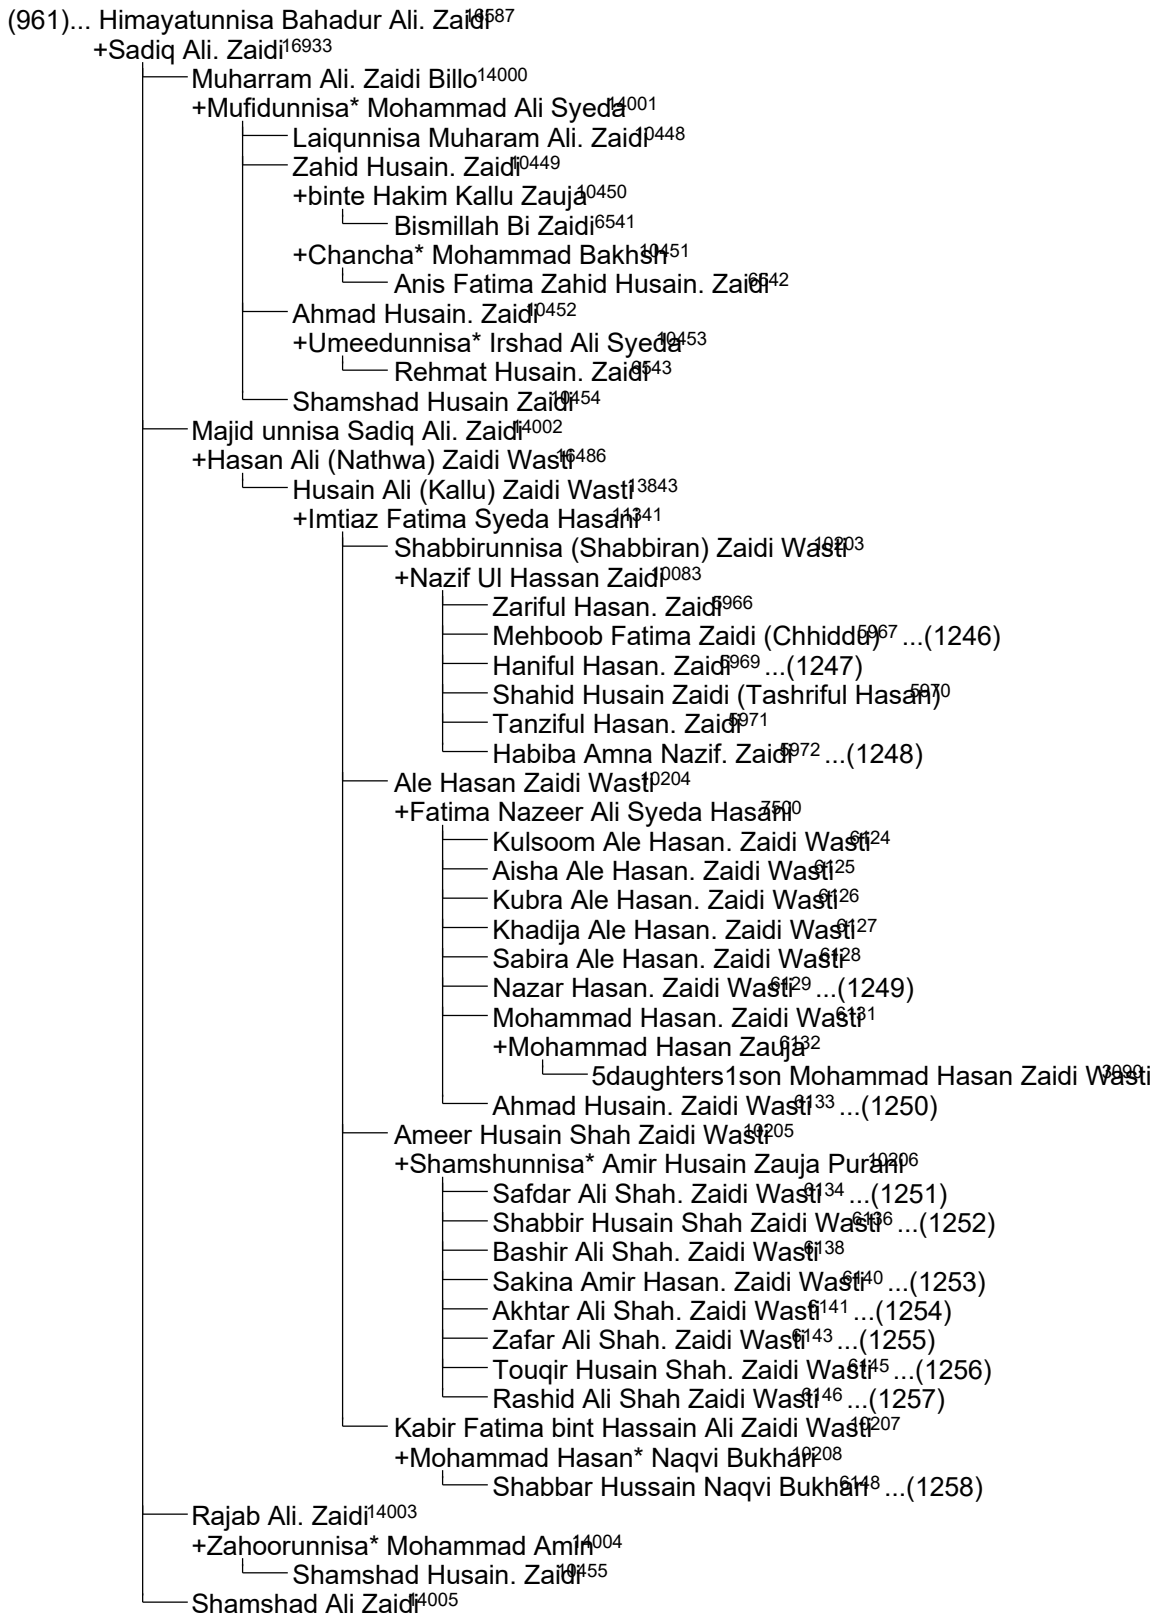 (961)... Himayatunnisa Bahadur Ali. Zaidi16587
+Sadiq Ali. Zaidi16933
Muharram Ali. Zaidi Billo14000
+Mufidunnisa* Mohammad Ali Syeda14001
Laiqunnisa Muharam Ali. Zaidi10448
Zahid Husain. Zaidi10449
+binte Hakim Kallu Zauja10450
Bismillah Bi Zaidi6541
+Chancha* Mohammad Bakhsh10451
Anis Fatima Zahid Husain. Zaidi6542
Ahmad Husain. Zaidi10452
+Umeedunnisa* Irshad Ali Syeda10453
Rehmat Husain. Zaidi6543
Shamshad Husain Zaidi10454
Majid unnisa Sadiq Ali. Zaidi14002
+Hasan Ali (Nathwa) Zaidi Wasti16486
Husain Ali (Kallu) Zaidi Wasti13843
+Imtiaz Fatima Syeda Hasani11341
Shabbirunnisa (Shabbiran) Zaidi Wasti10203
+Nazif Ul Hassan Zaidi10083
Zariful Hasan. Zaidi5966
Mehboob Fatima Zaidi (Chhiddu)5967 ...(1246)
Haniful Hasan. Zaidi5969 ...(1247)
Shahid Husain Zaidi (Tashriful Hasan)5970
Tanziful Hasan. Zaidi5971
Habiba Amna Nazif. Zaidi5972 ...(1248)
Ale Hasan Zaidi Wasti10204
+Fatima Nazeer Ali Syeda Hasani7500
Kulsoom Ale Hasan. Zaidi Wasti6124
Aisha Ale Hasan. Zaidi Wasti6125
Kubra Ale Hasan. Zaidi Wasti6126
Khadija Ale Hasan. Zaidi Wasti6127
Sabira Ale Hasan. Zaidi Wasti6128
Nazar Hasan. Zaidi Wasti6129 ...(1249)
Mohammad Hasan. Zaidi Wasti6131
+Mohammad Hasan Zauja6132
5daughters1son Mohammad Hasan Zaidi Wasti3090
Ahmad Husain. Zaidi Wasti6133 ...(1250)
Ameer Husain Shah Zaidi Wasti10205
+Shamshunnisa* Amir Husain Zauja Purani10206
Safdar Ali Shah. Zaidi Wasti6134 ...(1251)
Shabbir Husain Shah Zaidi Wasti6136 ...(1252)
Bashir Ali Shah. Zaidi Wasti6138
Sakina Amir Hasan. Zaidi Wasti6140 ...(1253)
Akhtar Ali Shah. Zaidi Wasti6141 ...(1254)
Zafar Ali Shah. Zaidi Wasti6143 ...(1255)
Touqir Husain Shah. Zaidi Wasti6145 ...(1256)
Rashid Ali Shah Zaidi Wasti6146 ...(1257)
Kabir Fatima bint Hassain Ali Zaidi Wasti10207
+Mohammad Hasan* Naqvi Bukhari10208
Shabbar Hussain Naqvi Bukhari6148 ...(1258)
Rajab Ali. Zaidi14003
+Zahoorunnisa* Mohammad Amin14004
Shamshad Husain. Zaidi10455
Shamshad Ali Zaidi14005